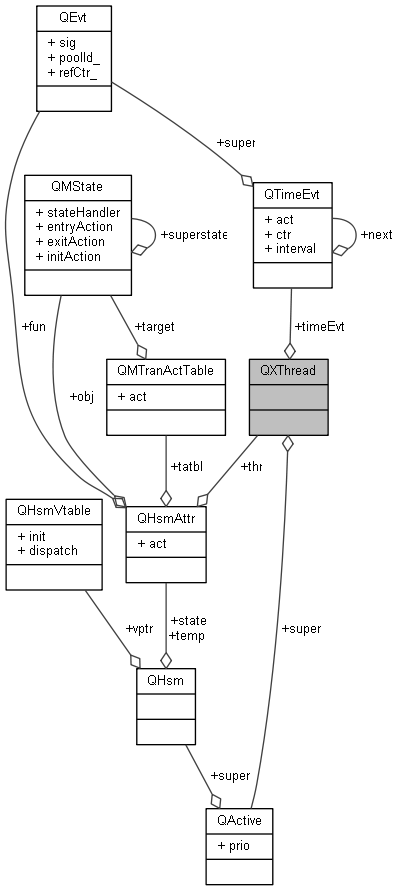 QEvt
+ sig
+ poolId_
+ refCtr_
+super
QMState
+ stateHandler
+ entryAction
+ exitAction
+ initAction
+superstate
QTimeEvt
+ act
+ ctr
+ interval
+next
+fun
+target
+timeEvt
+obj
QMTranActTable
+ act
QXThread
+tatbl
+thr
QHsmVtable
+ init
+ dispatch
QHsmAttr
+ act
+vptr
+state
+temp
+super
QHsm
+super
QActive
+ prio